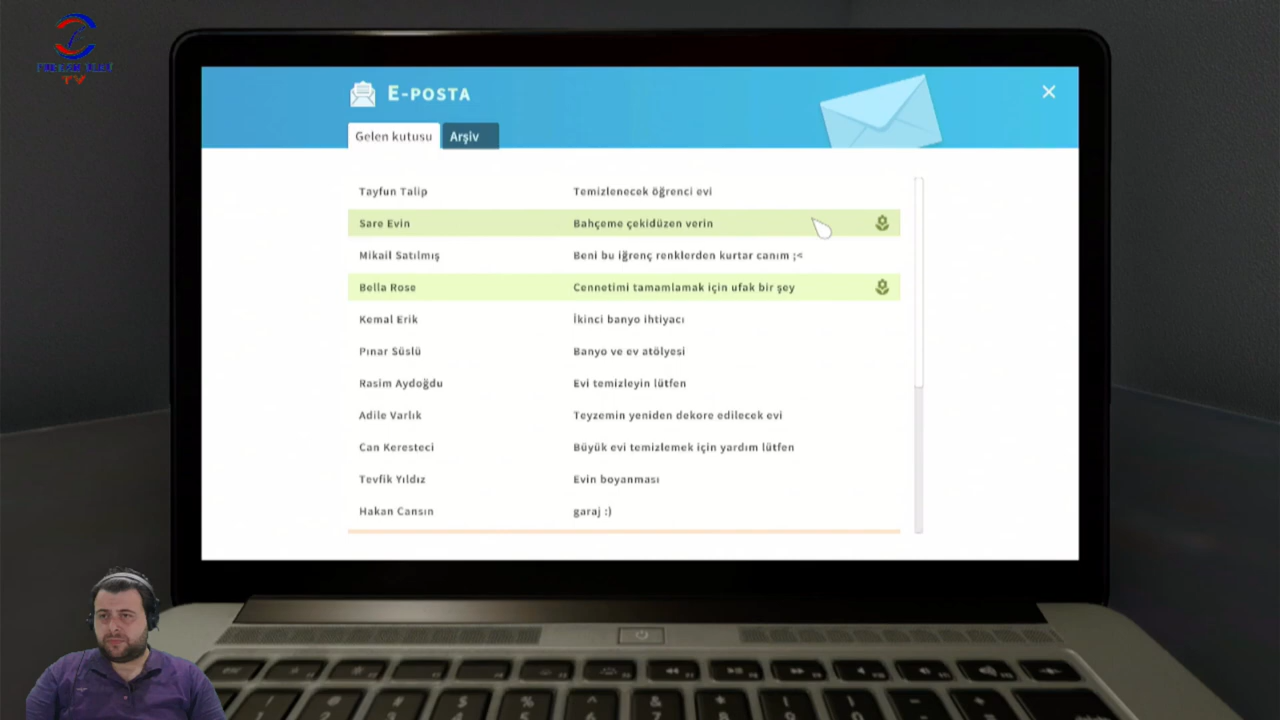 TV
E-POSTA
Gelen kutusu
Arşiv
Tayfun Talip Temizlenecek öğrenci evi
Sare Evin Bahçeme çekidüzen verin
Mikail Satılmış Beni bu iğrenç renklerden kurtar canım ;<
Bella Rose Cennetimi tamamlamak için ufak bir şey
Kemal Erik İkinci banyo ihtiyacı
Pınar Süslü Banyo ve ev atölyesi
Rasim Aydoğdu Evi temizleyin lütfen
Adile Varlık Teyzemin yeniden dekore edilecek evi
Can Keresteci Büyük evi temizlemek için yardım lütfen
Tevfik Yıldız Evin boyanması
Hakan Cansın garaj :)